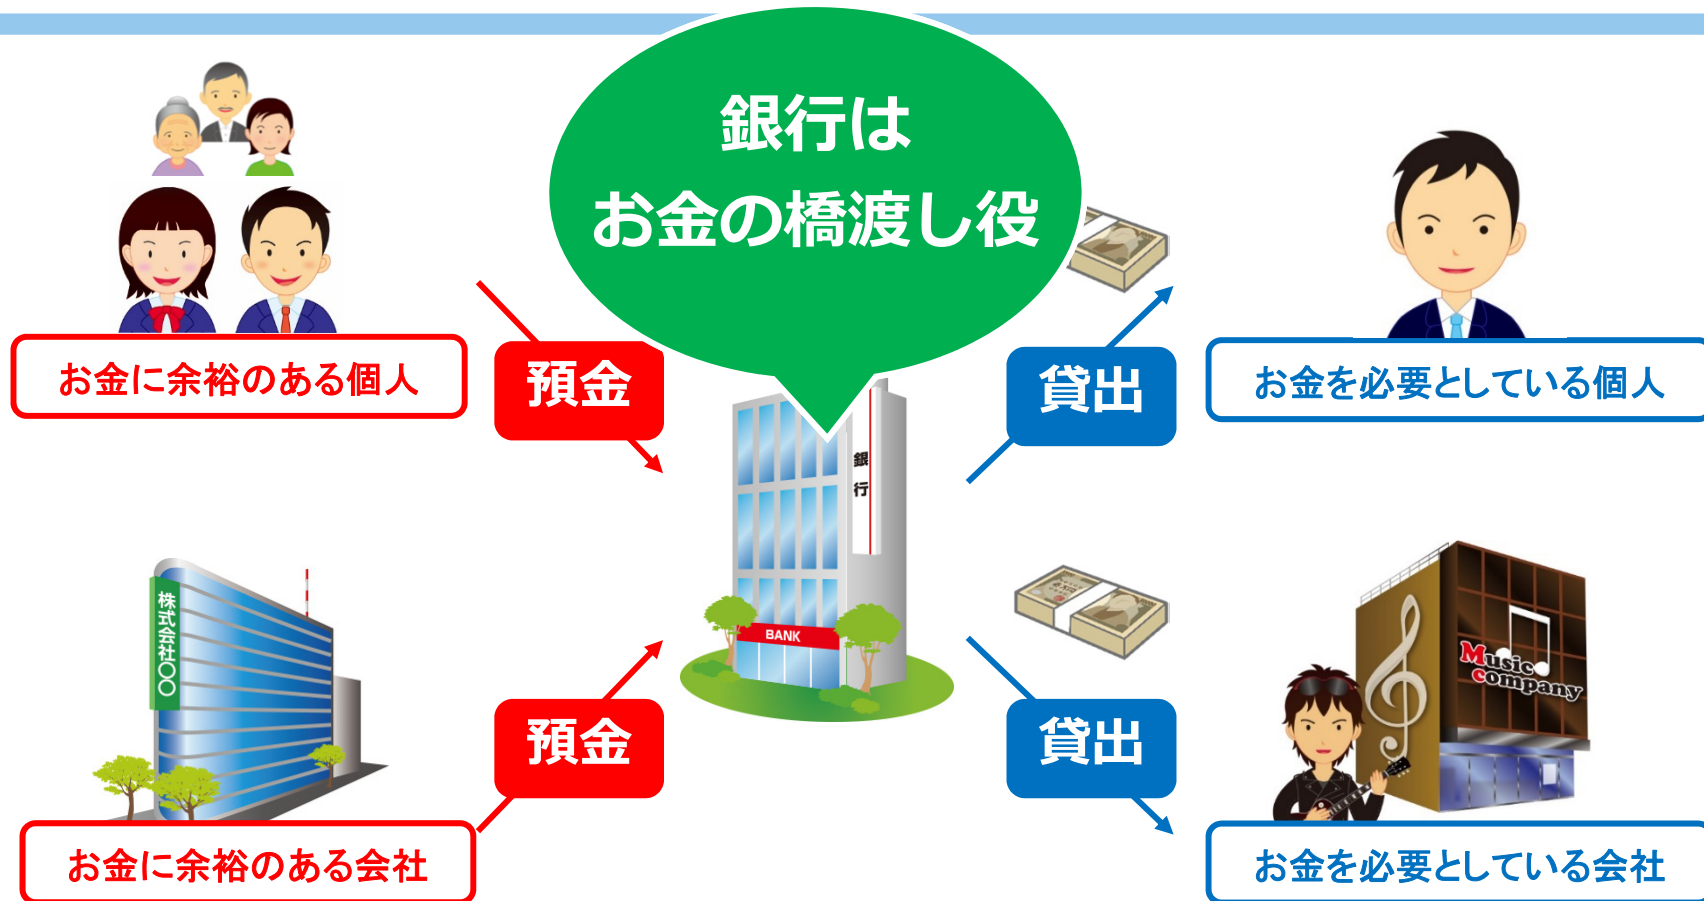 銀行は
お金の橋渡し役
お金に余裕のある個人
預金
貸出
お金を必要としている個人
銀行
BANK
株式会社〇〇
Music
company
預金
貸出
お金に余裕のある会社
お金を必要としている会社